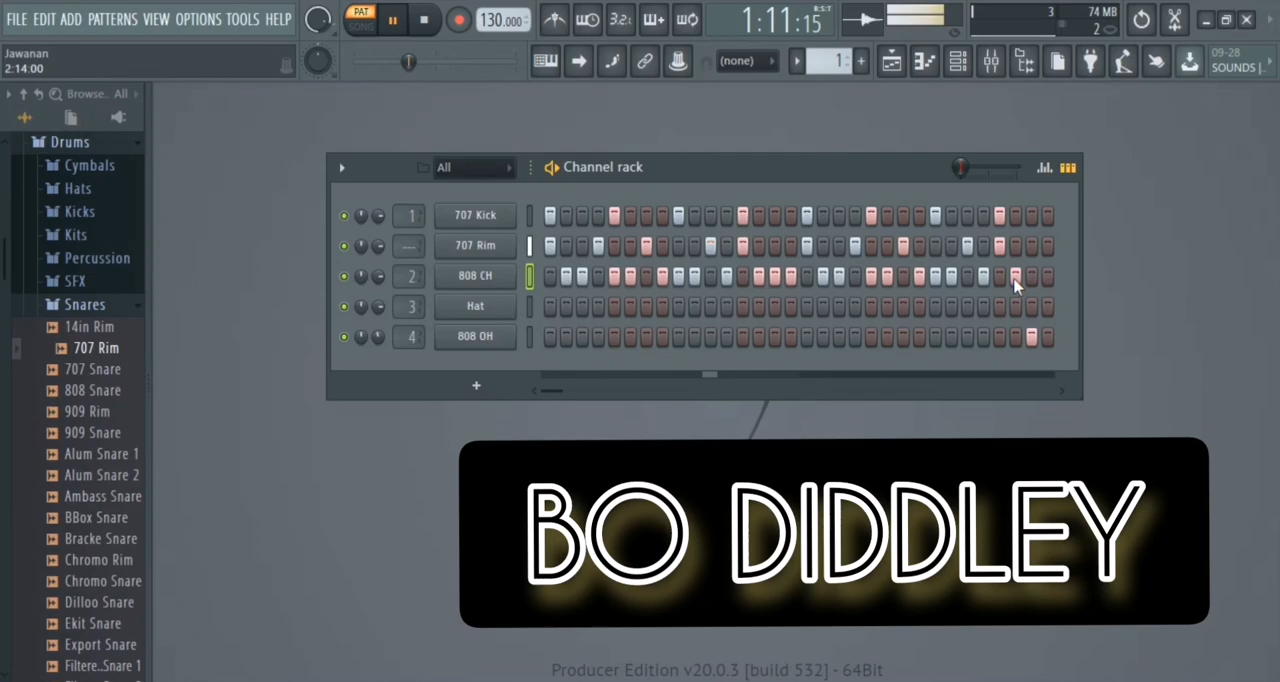 FILE EDIT ADD PATTERNS VIEW OPTIONS TOOLS HELP
PAT
SONG
130.000
3.2.
1:11:15
B:S:T
3
74 MB
2
Jawanan
2:14:00
(none)
1
+
09-28
SOUNDS |.
Browse.. All
Drums
Cymbals
Hats
Kicks
Kits
Percussion
SFX
Snares
14in Rim
707 Rim
707 Snare
808 Snare
909 Rim
909 Snare
Alum Snare 1
Alum Snare 2
Ambass Snare
BBox Snare
Bracke Snare
Chromo Rim
Chromo Snare
Dilloo Snare
Ekit Snare
Export Snare
Filtere..Snare 1
All
Channel rack
1 707 Kick
--- 707 Rim
2 808 CH
3 Hat
4 808 OH
+
BO DIDDLEY
Producer Edition v20.0.3 [build 532] - 64Bit